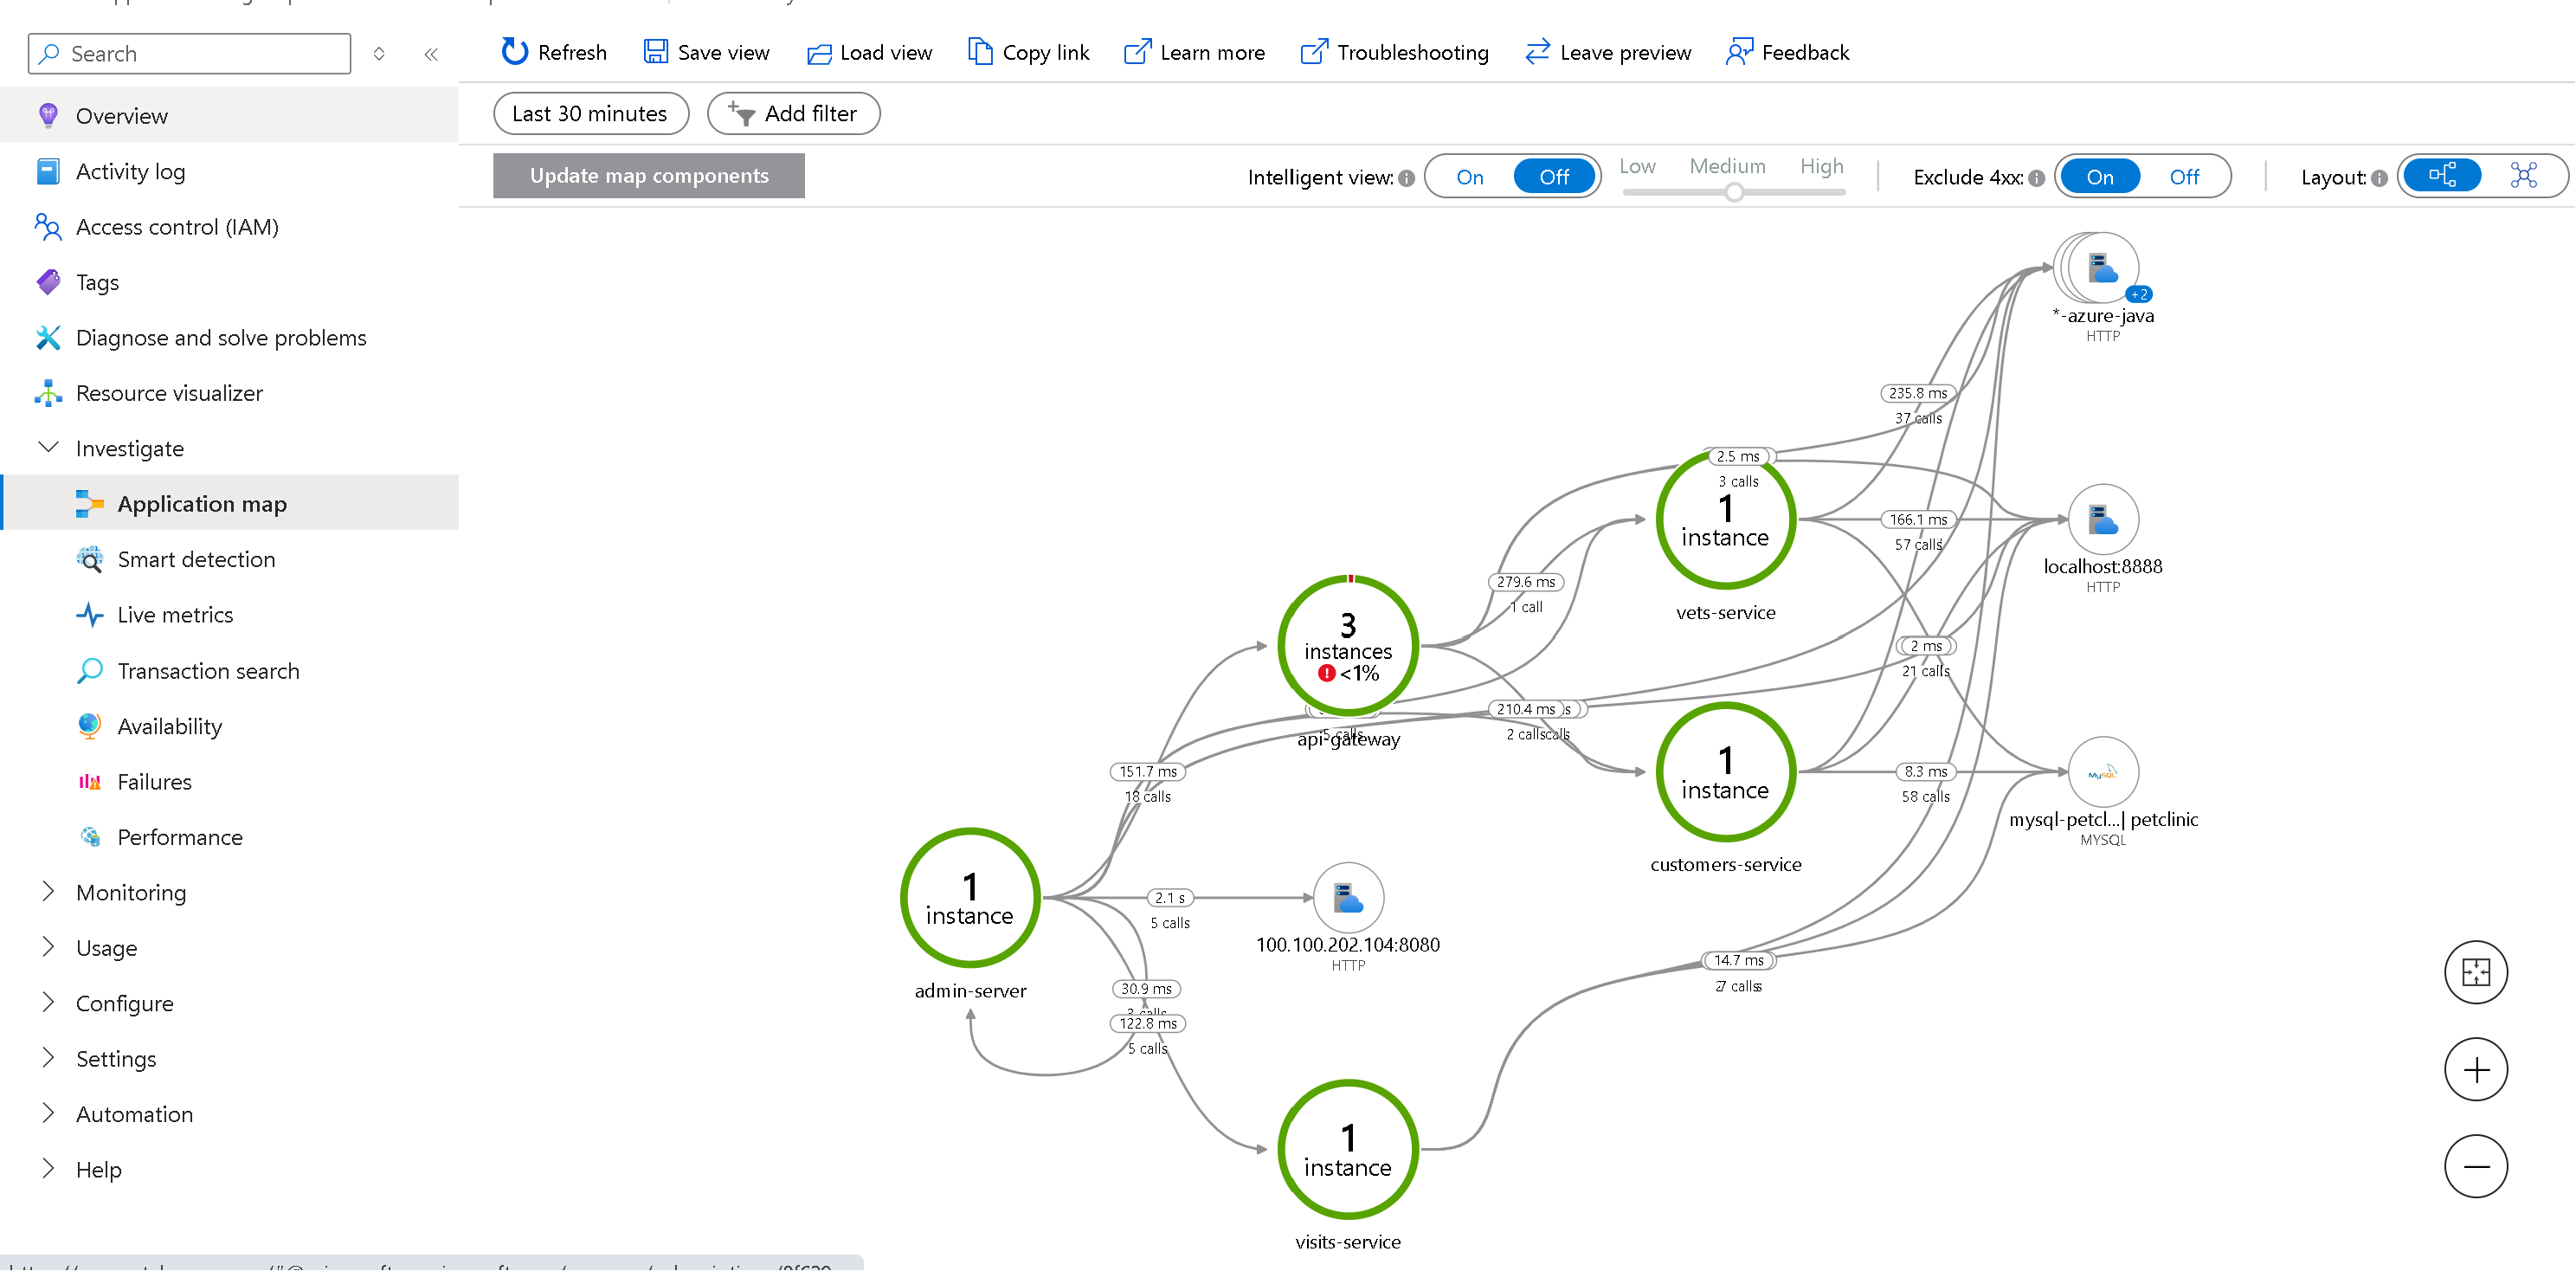 Search
Refresh
Save view
Load view
Copy link
Learn more
Troubleshooting
Leave preview
Feedback
Overview
Activity log
Access control (IAM)
Tags
Diagnose and solve problems
Resource visualizer
Investigate
Application map
Smart detection
Live metrics
Transaction search
Availability
Failures
Performance
Monitoring
Usage
Configure
Settings
Automation
Help
Last 30 minutes
Add filter
Update map components
Intelligent view:
On
Off
Low
Medium
High
Exclude 4xx:
On
Off
Layout:
+2
*-azure-java
HTTP
235.8 ms
37 calls
2.5 ms
3 calls
1
instance
vets-service
166.1 ms
57 calls
localhost:8888
HTTP
279.6 ms
1 call
3
instances
<1%
api-gateway
5 calls
210.4 ms
2 calls
2 ms
21 calls
151.7 ms
18 calls
1
instance
customers-service
8.3 ms
58 calls
MySQL
mysql-petcl...| petclinic
MYSQL
1
instance
admin-server
2.1 s
5 calls
100.100.202.104:8080
HTTP
30.9 ms
3 calls
122.8 ms
5 calls
14.7 ms
calls
1
instance
visits-service